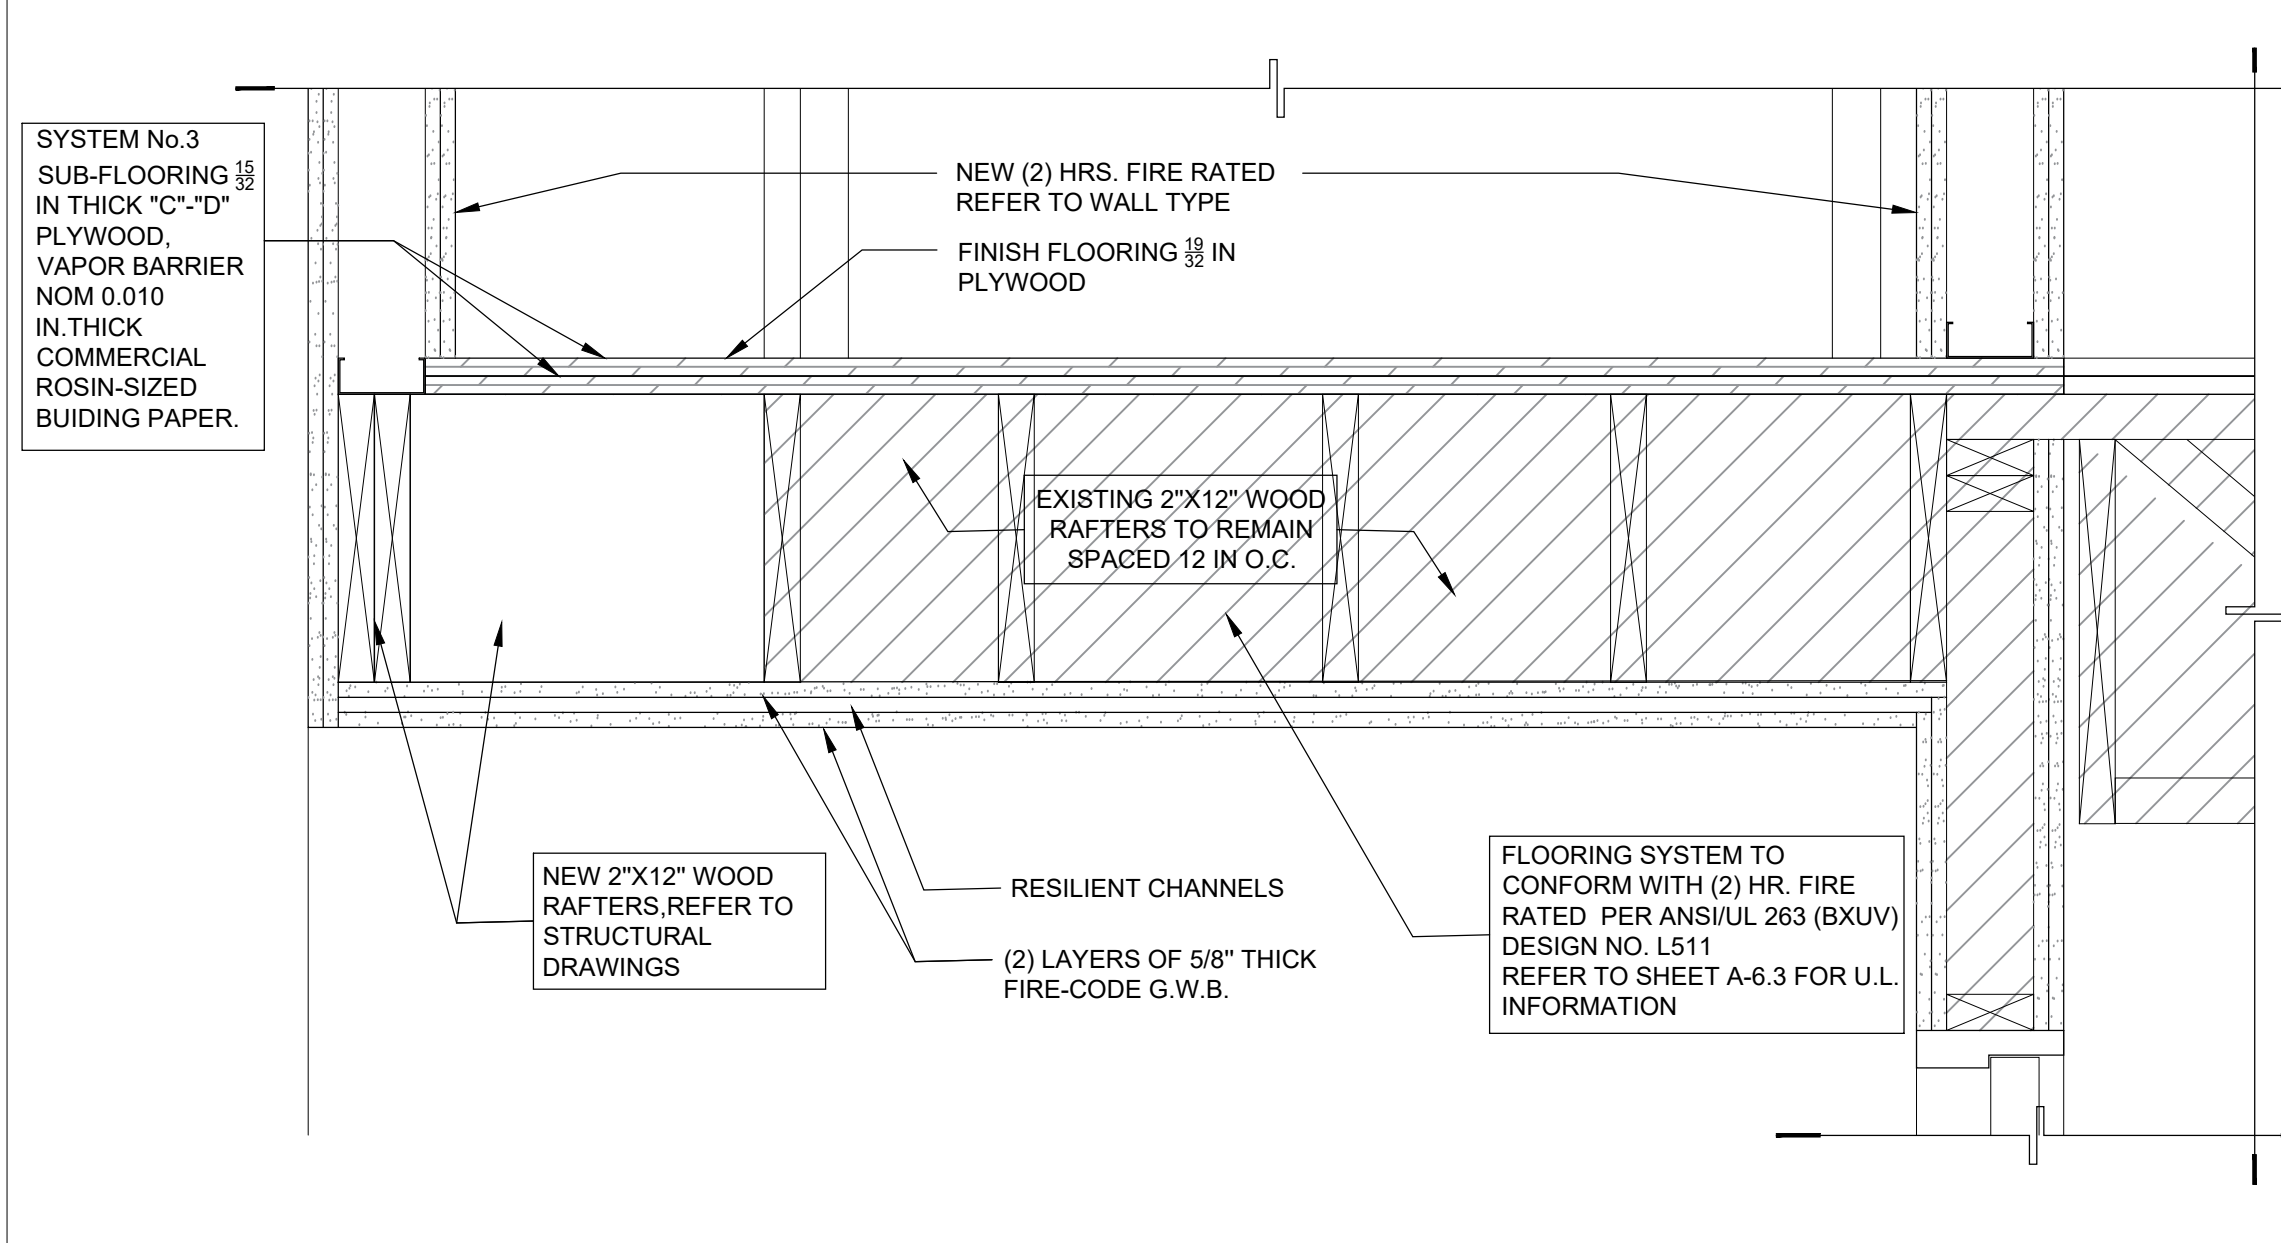 SYSTEM No.3
SUB-FLOORING 15/32
IN THICK "C"-"D"
PLYWOOD,
VAPOR BARRIER
NOM 0.010
IN.THICK
COMMERCIAL
ROSIN-SIZED
BUIDING PAPER.
NEW (2) HRS. FIRE RATED
REFER TO WALL TYPE
FINISH FLOORING 19/32 IN
PLYWOOD
EXISTING 2"X12" WOOD
RAFTERS TO REMAIN
SPACED 12 IN O.C.
NEW 2"X12" WOOD
RAFTERS,REFER TO
STRUCTURAL
DRAWINGS
RESILIENT CHANNELS
(2) LAYERS OF 5/8" THICK
FIRE-CODE G.W.B.
FLOORING SYSTEM TO
CONFORM WITH (2) HR. FIRE
RATED PER ANSI/UL 263 (BXUV)
DESIGN NO. L511
REFER TO SHEET A-6.3 FOR U.L.
INFORMATION